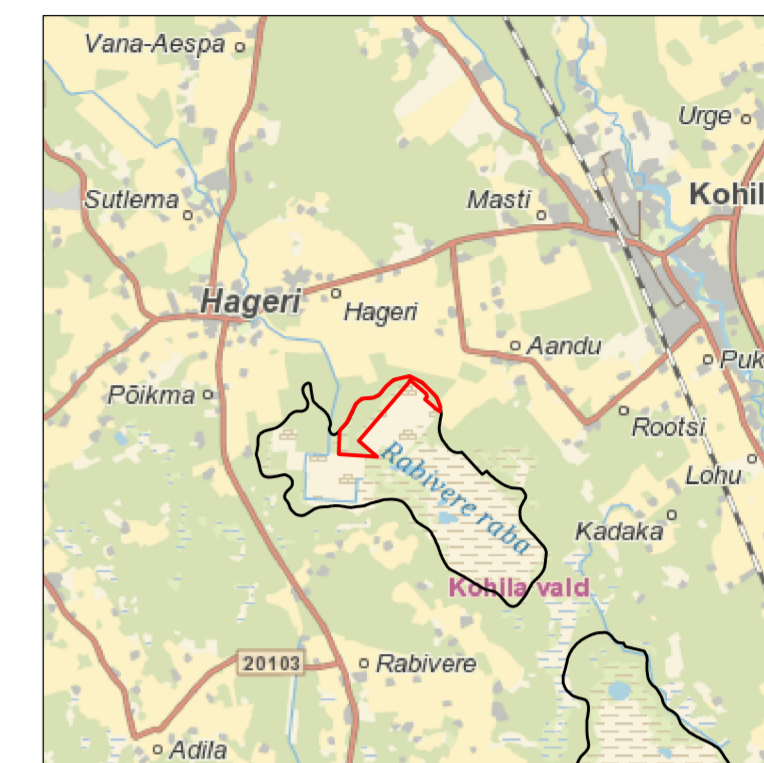 Vana-Aespa
Urge
Sutlema
Masti
Kohil
Hageri
Hageri
Aandu
Puk
Põikma
Rootsi
Rabivere raba
Lohu
Kadaka
Kohila vald
20103
Rabivere
Adila